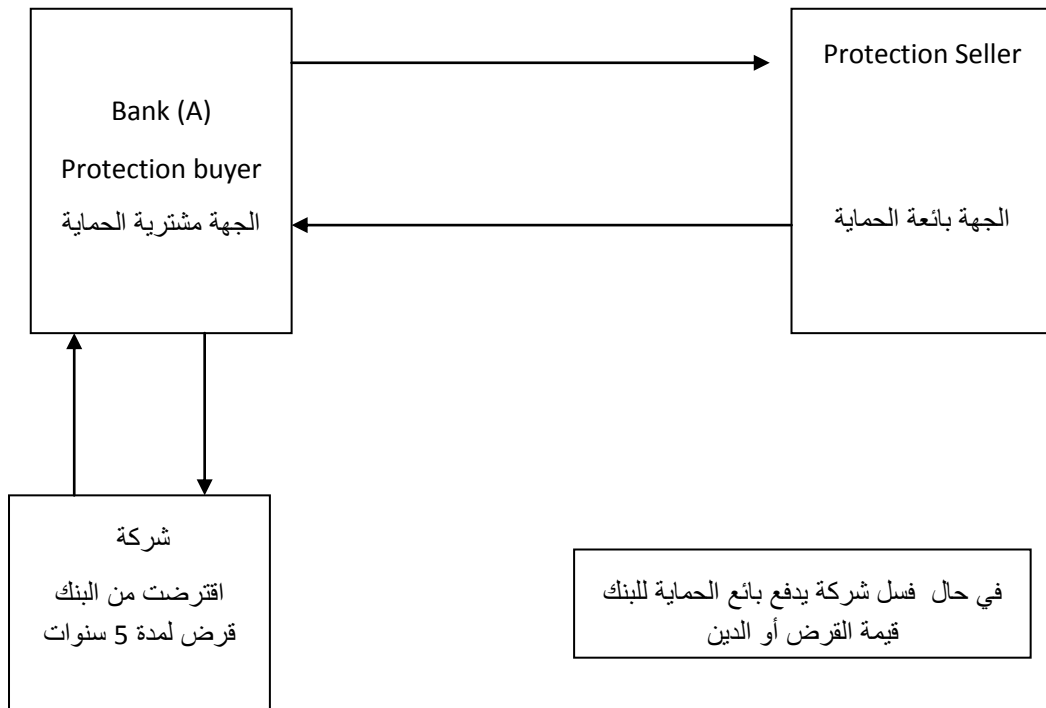 Bank (A)
Protection buyer
الجهة مشترية الحماية
Protection Seller
الجهة بائعة الحماية
شركة
اقترضت من البنك
قرض لمدة 5 سنوات
في حال فسل شركة يدفع بائع الحماية للبنك
قيمة القرض أو الدين